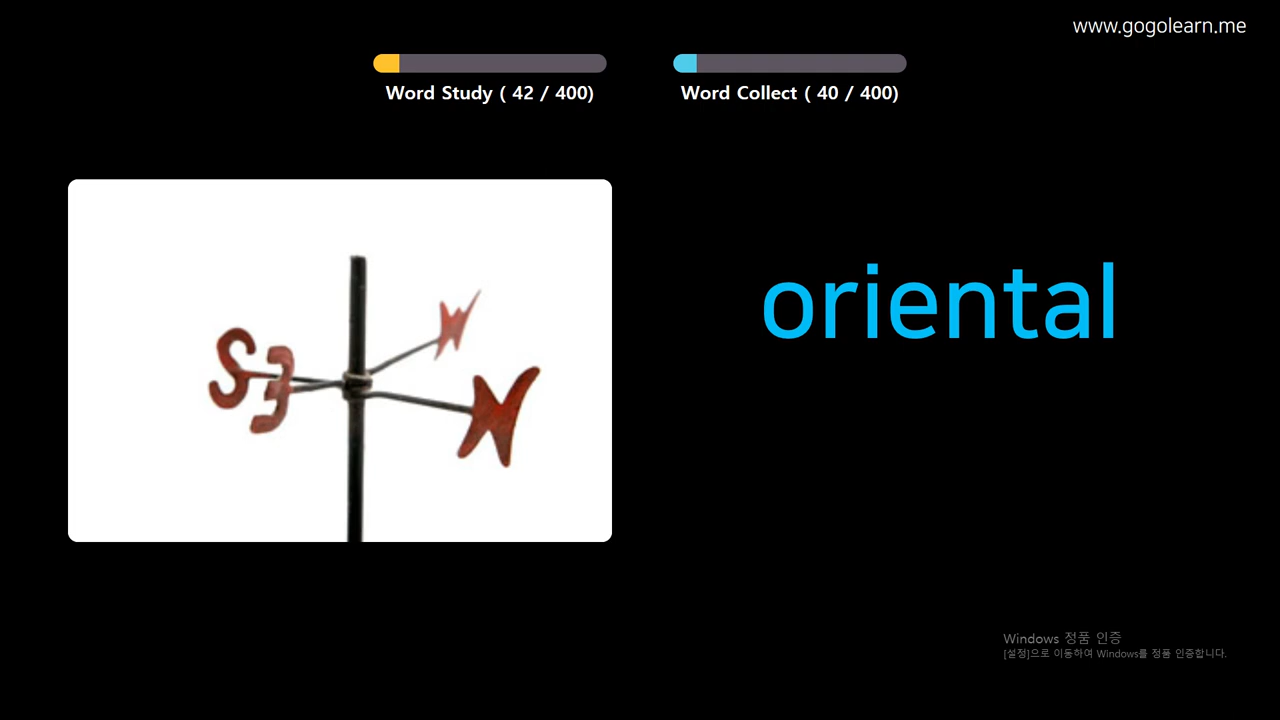 www.gogolearn.me
Word Study ( 42 / 400)
Word Collect ( 40 / 400)
oriental
S
E
W
N
Windows 정품 인증
[설정]으로 이동하여 Windows를 정품 인증합니다.